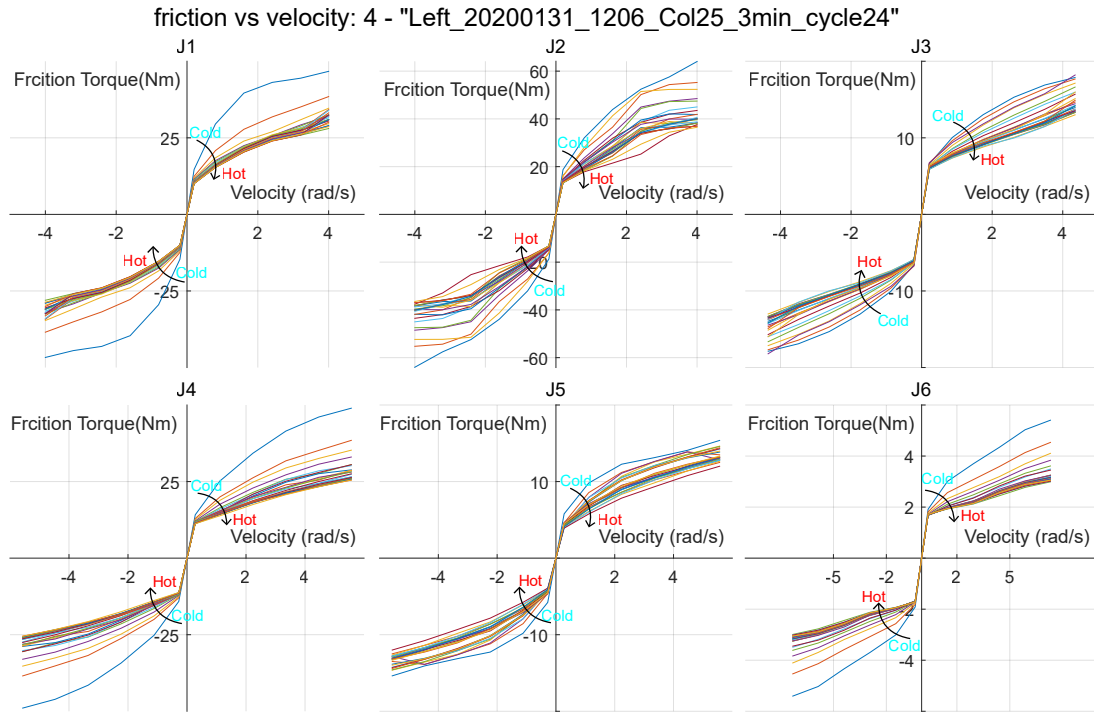 friction vs velocity: 4 - "Left_20200131_1206_Col25_3min_cycle24"
J1
J2
J3
Frcition Torque(Nm)
Frcition Torque(Nm)
Frcition Torque(Nm)
60
40
20
25
10
Cold
Hot
Cold
Hot
Cold
Hot
Velocity (rad/s)
Velocity (rad/s)
Velocity (rad/s)
-4 -2 2 4
-4 -2 2 4
-4 -2 2 4
Hot
Cold
-25
Hot
Cold
-40
-60
Hot
Cold
-10
J4
J5
J6
Frcition Torque(Nm)
Frcition Torque(Nm)
Frcition Torque(Nm)
25
10
4
2
Cold
Hot
Cold
Hot
Cold
Hot
Velocity (rad/s)
Velocity (rad/s)
Velocity (rad/s)
-4 -2 2 4
-4 -2 2 4
-5 -2 2 5
Hot
Cold
-25
Hot
Cold
-10
Hot
Cold
-2
-4